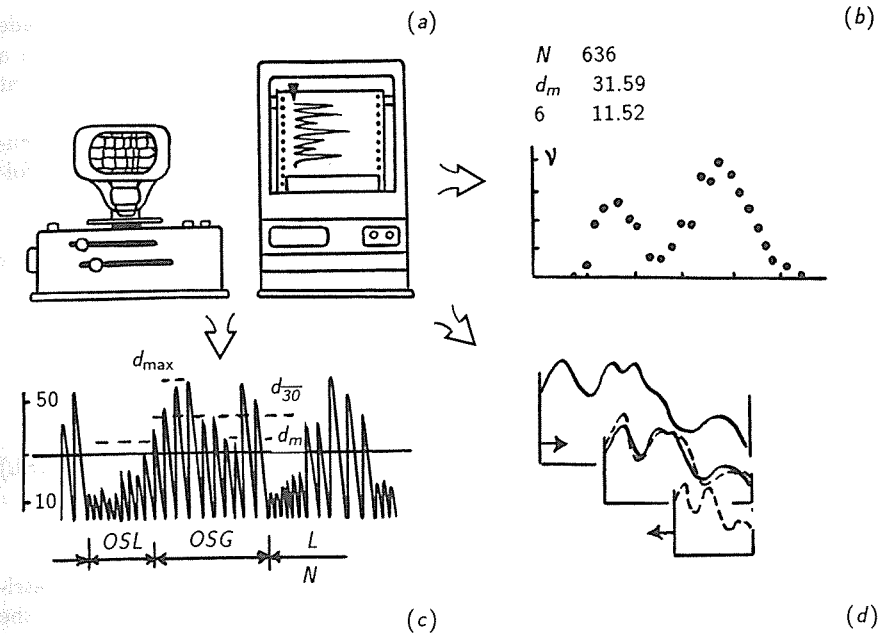 (a)
(b)
N 636
d_m 31.59
6 11.52
ν
d_max
50
d_30
d_m
10
OSL OSG L
N
(c)
(d)